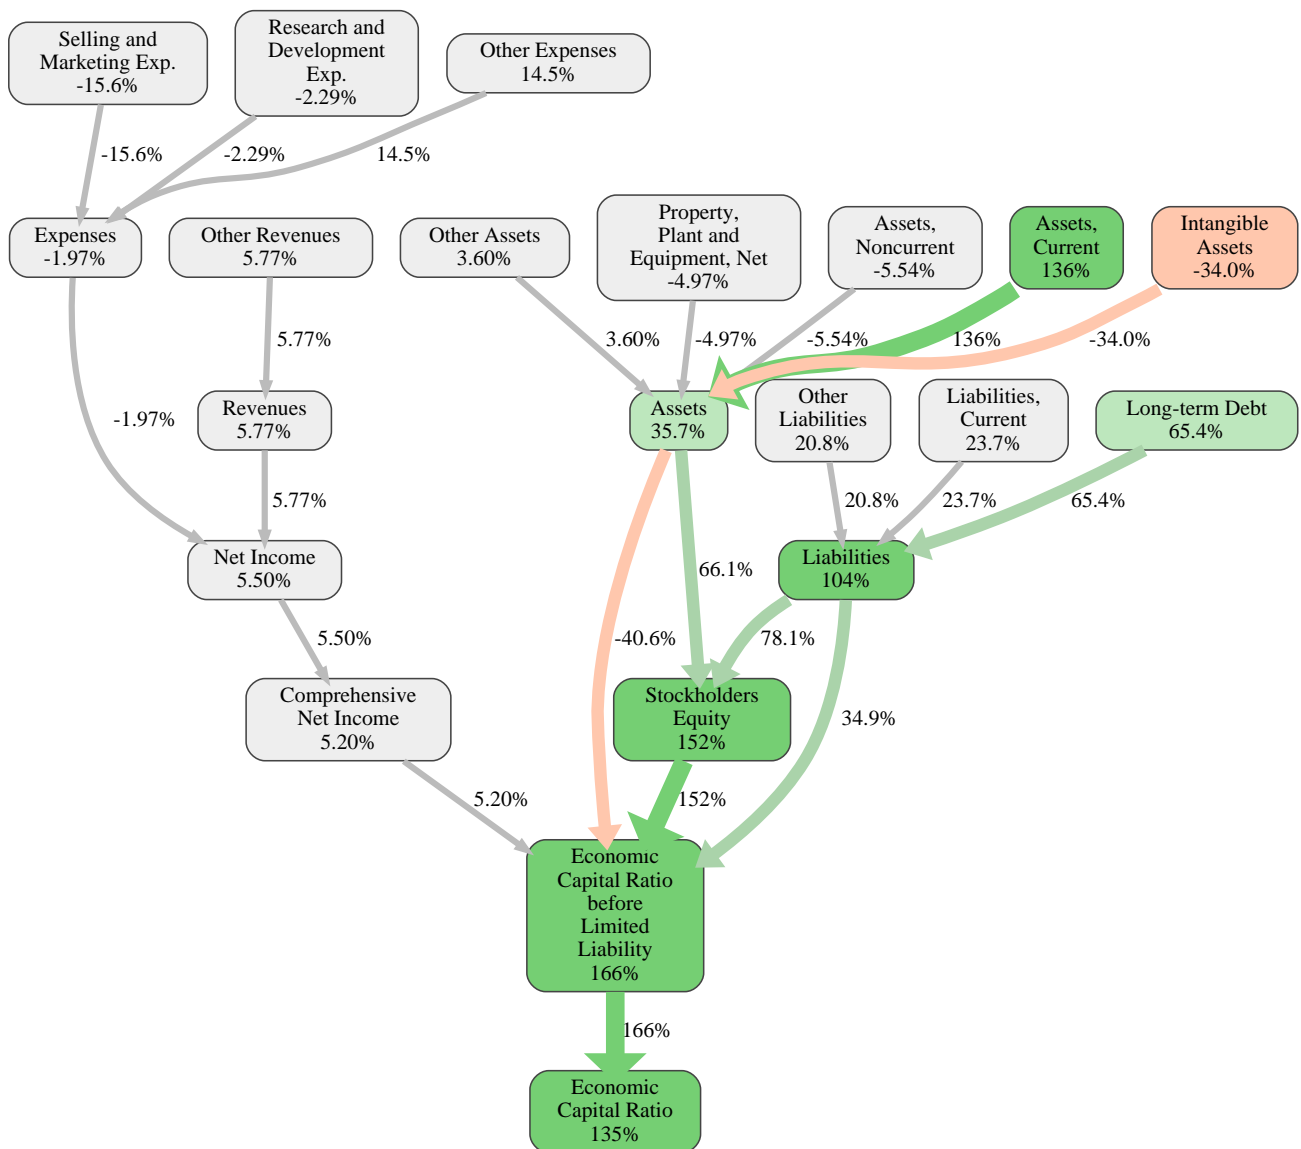 Selling and
Marketing Exp.
-15.6%
Research and
Development
Exp.
-2.29%
Other Expenses
14.5%
-15.6%
-2.29%
14.5%
Expenses
-1.97%
Other Revenues
5.77%
Other Assets
3.60%
Property,
Plant and
Equipment, Net
-4.97%
Assets,
Noncurrent
-5.54%
Assets,
Current
136%
Intangible
Assets
-34.0%
5.77%
3.60%
-4.97%
-5.54%
136%
-34.0%
-1.97%
Revenues
5.77%
Assets
35.7%
Other
Liabilities
20.8%
Liabilities,
Current
23.7%
Long-term Debt
65.4%
5.77%
20.8%
23.7%
65.4%
Net Income
5.50%
66.1%
Liabilities
104%
5.50%
-40.6%
78.1%
Comprehensive
Net Income
5.20%
Stockholders
Equity
152%
34.9%
5.20%
152%
Economic
Capital Ratio
before
Limited
Liability
166%
166%
Economic
Capital Ratio
135%